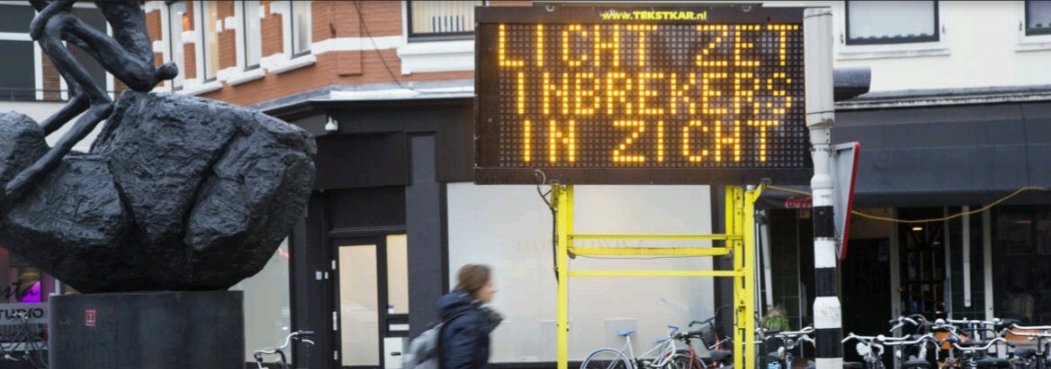 www.TEKSTKAR.nl
LICHT ZET
INBREKERS
IN ZICHT